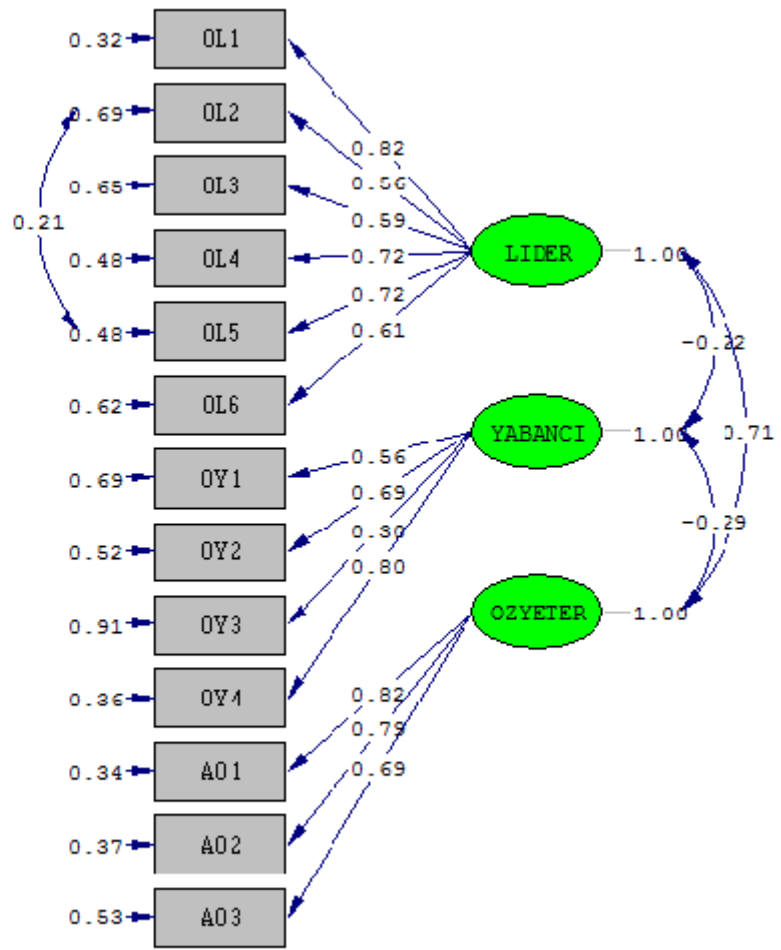 0.32 OL1
0.82
0.69 OL2
0.56
0.65 OL3
0.59
0.21
0.48 OL4
0.72
LIDER 1.00
0.48 OL5
0.72
0.61
-0.22
0.62 OL6
YABANCI 1.00
0.71
0.69 OY1
0.56
0.69
0.52 OY2
0.30
0.80
-0.29
0.91 OY3
OZYETER 1.00
0.36 OY4
0.82
0.79
0.34 AO1
0.69
0.37 AO2
0.53 AO3